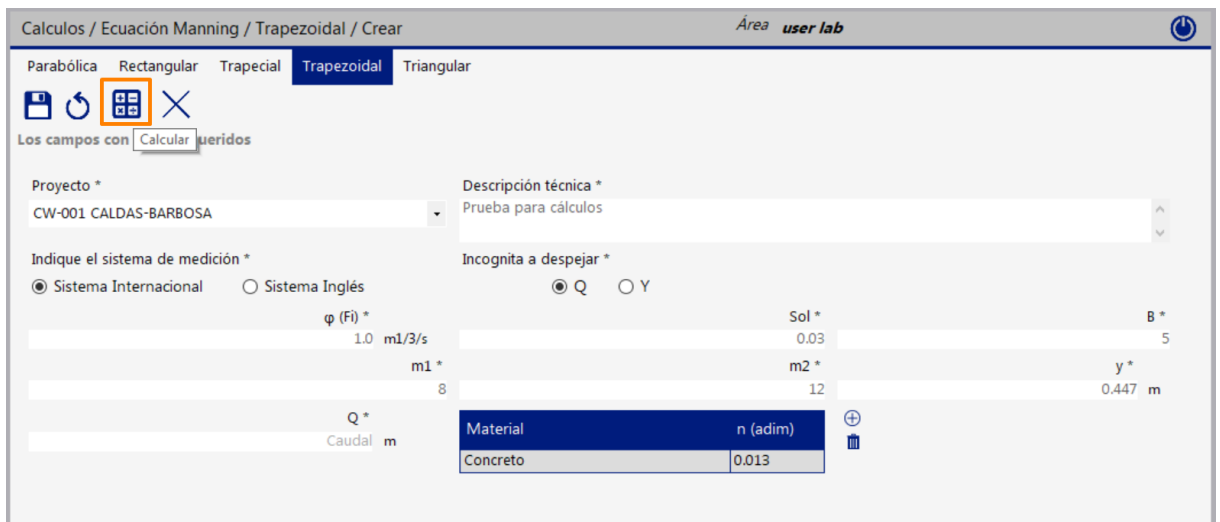 Calculos / Ecuación Manning / Trapezoidal / Crear Área user lab
Parabólica Rectangular Trapecial Trapezoidal Triangular
Los campos con Calcular ueridos
Proyecto * Descripción técnica *
CW-001 CALDAS-BARBOSA Prueba para cálculos
Indique el sistema de medición * Incognita a despejar *
Sistema Internacional Sistema Inglés Q Y
φ (Fi) * Sol * B *
1.0 m1/3/s 0.03 5
m1 * m2 * y *
8 12 0.447 m
Q * Material n (adim)
Caudal m
Concreto 0.013